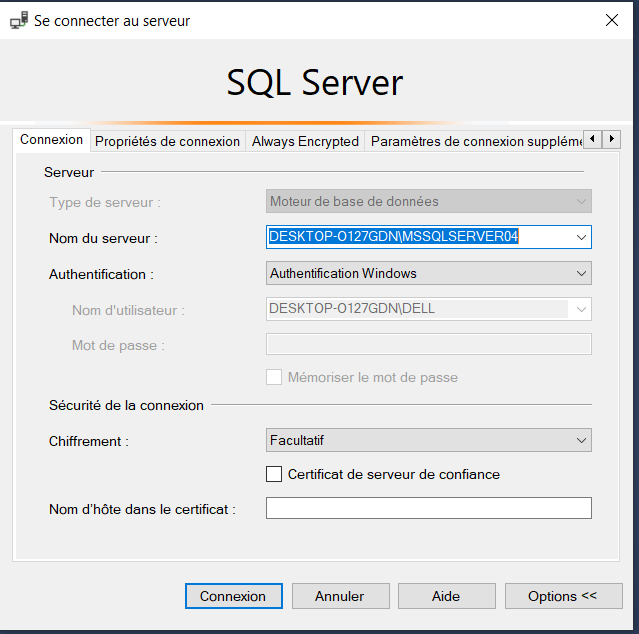 Se connecter au serveur
SQL Server
Connexion Propriétés de connexion Always Encrypted Paramètres de connexion suppléme
Serveur
Type de serveur : Moteur de base de données
Nom du serveur : DESKTOP-O127GDN\MSSQLSERVER04
Authentification : Authentification Windows
Nom d'utilisateur : DESKTOP-O127GDN\DELL
Mot de passe :
Mémoriser le mot de passe
Sécurité de la connexion
Chiffrement : Facultatif
Certificat de serveur de confiance
Nom d’hôte dans le certificat :
Connexion Annuler Aide Options <<